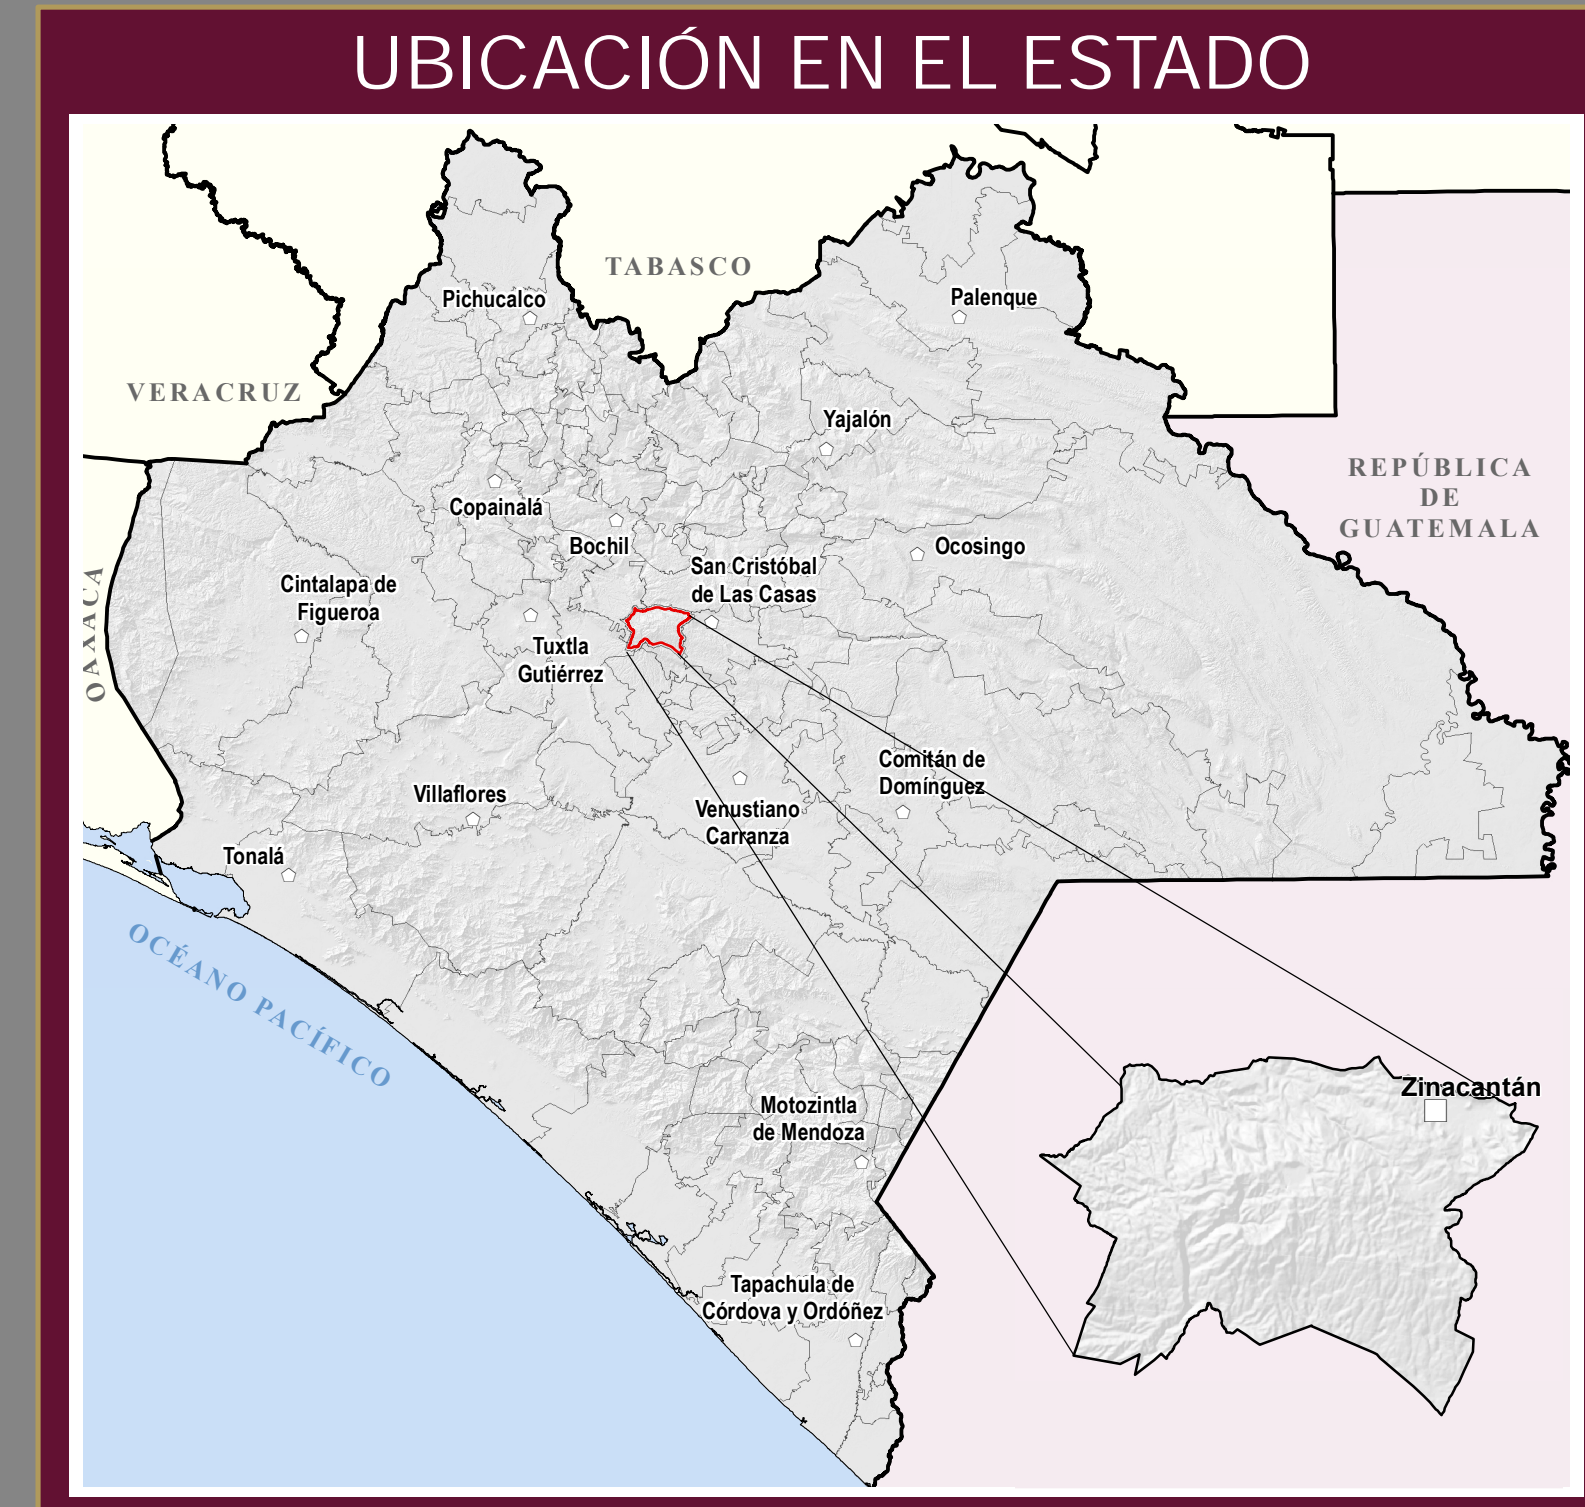 UBICACIÓN EN EL ESTADO
TABASCO
Pichucalco
Palenque
VERACRUZ
Yajalón
REPÚBLICA
DE
GUATEMALA
Copainalá
Bochil
Ocosingo
San Cristóbal
de Las Casas
Cintalapa de
Figueroa
OAXACA
Tuxtla
Gutiérrez
Comitán de
Domínguez
Villaflores
Venustiano
Carranza
Tonalá
OCÉANO PACÍFICO
Zinacantán
Motozintla
de Mendoza
Tapachula de
Córdova y Ordóñez